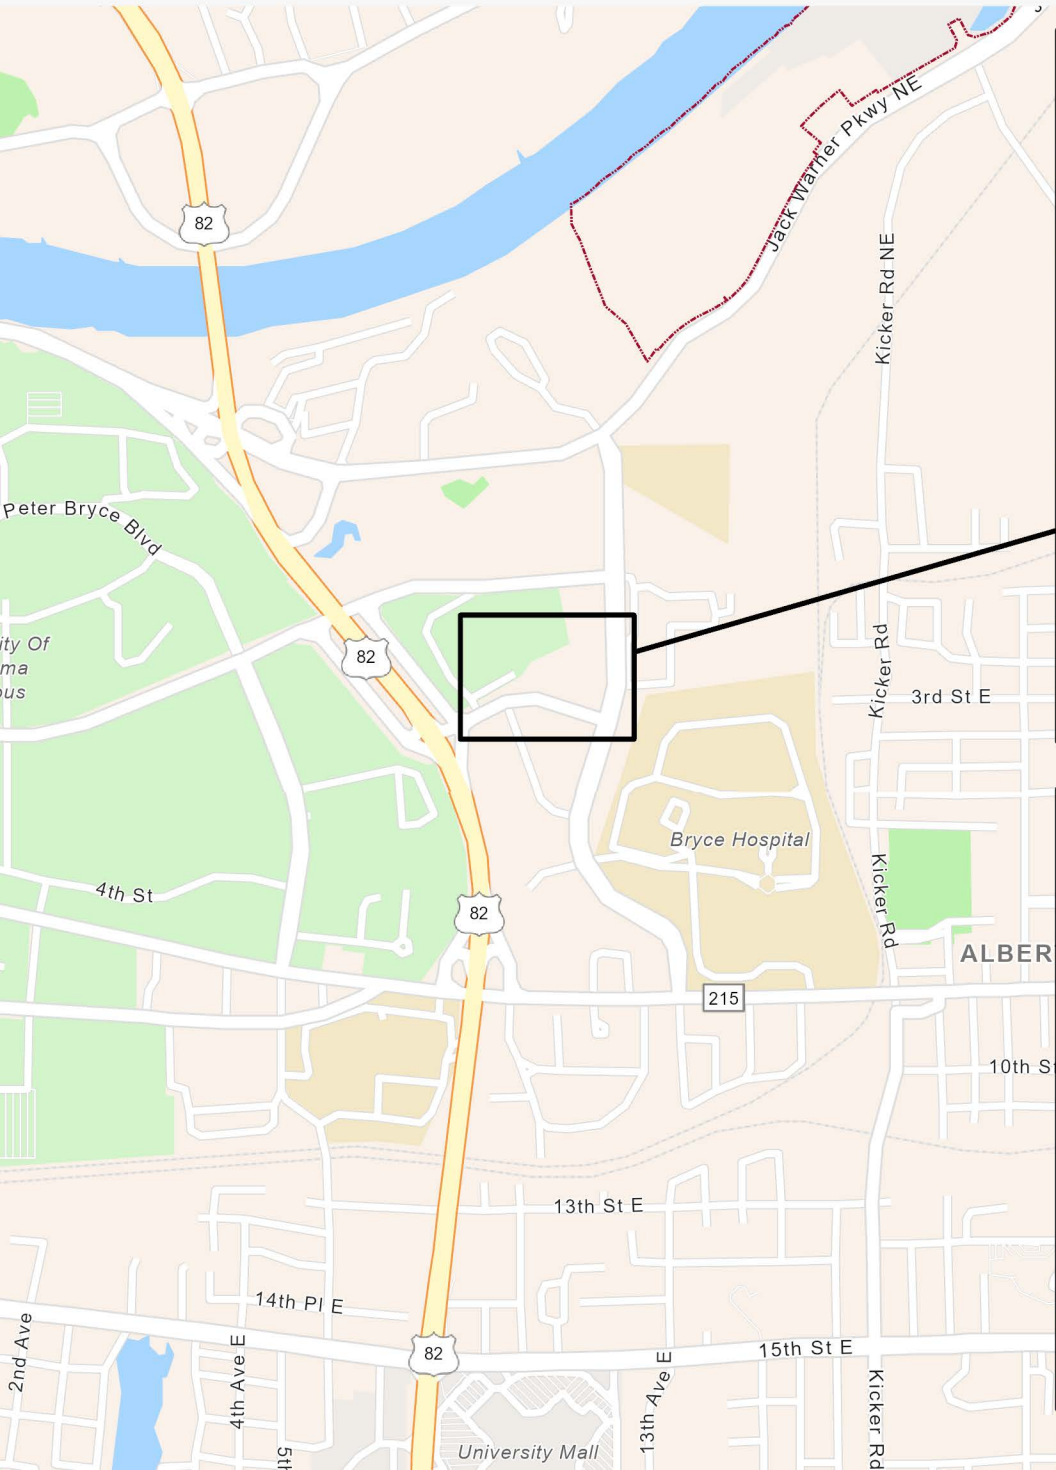 Jack Warner Pkwy NE
82
Kicker Rd NE
Peter Bryce Blvd
ity Of
ma
ous
82
Kicker Rd
3rd St E
Bryce Hospital
4th St
82
Kicker Rd
ALBER
215
10th St
13th St E
14th Pl E
2nd Ave
4th Ave E
82
15th St E
13th Ave E
Kicker Rd
5th
University Mall